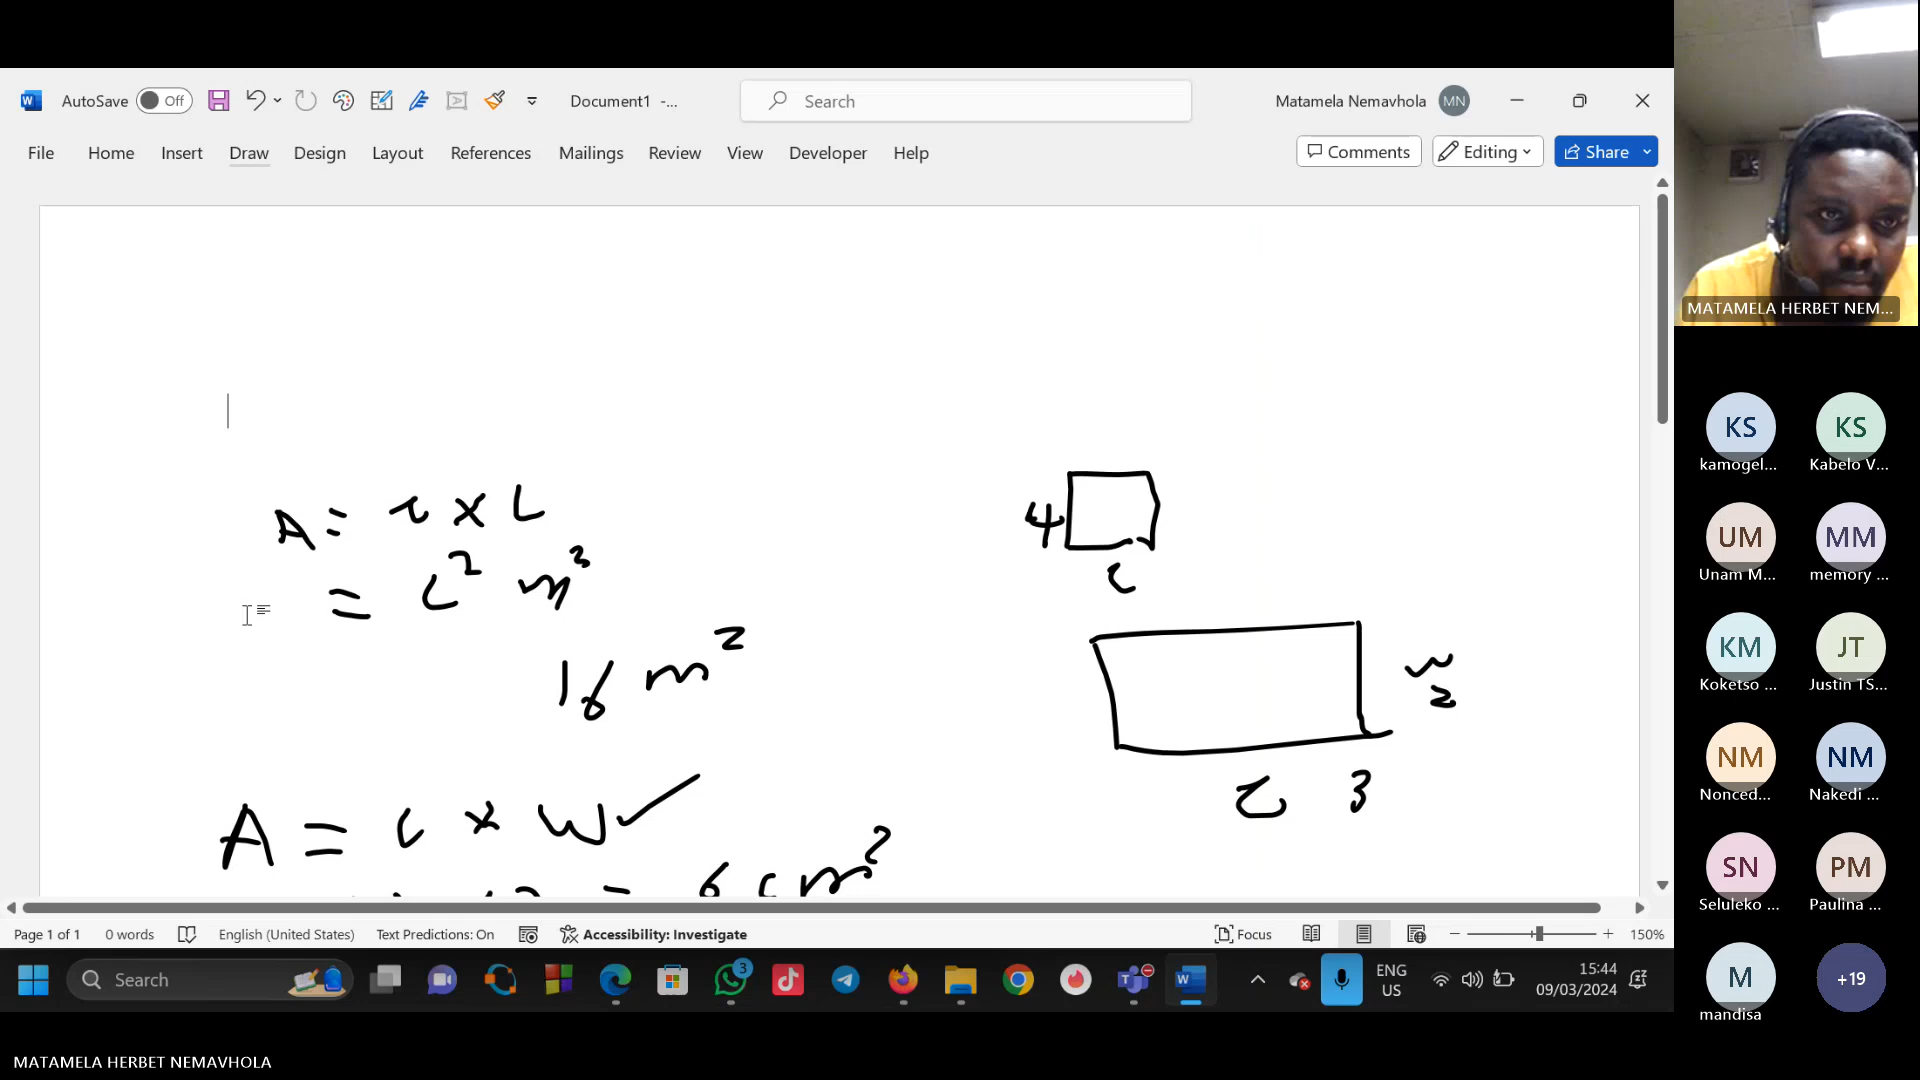 AutoSave Off Document1 -... Search Matamela Nemavhola MN
File Home Insert Draw Design Layout References Mailings Review View Developer Help Comments Editing Share
A = L x L
= L² m²
16 m²
4
L
W
2
L 3
A = L x W ✓
= 6 cm²
Page 1 of 1 0 words English (United States) Text Predictions: On Accessibility: Investigate Focus 150%
Search 3 ENG US 15:44 09/03/2024
MATAMELA HERBET NEM...
KS KS
kamogel... Kabelo V...
UM MM
Unam M... memory ...
KM JT
Koketso ... Justin TS...
NM NM
Nonced... Nakedi ...
SN PM
Seluleko ... Paulina ...
M +19
mandisa
MATAMELA HERBET NEMAVHOLA